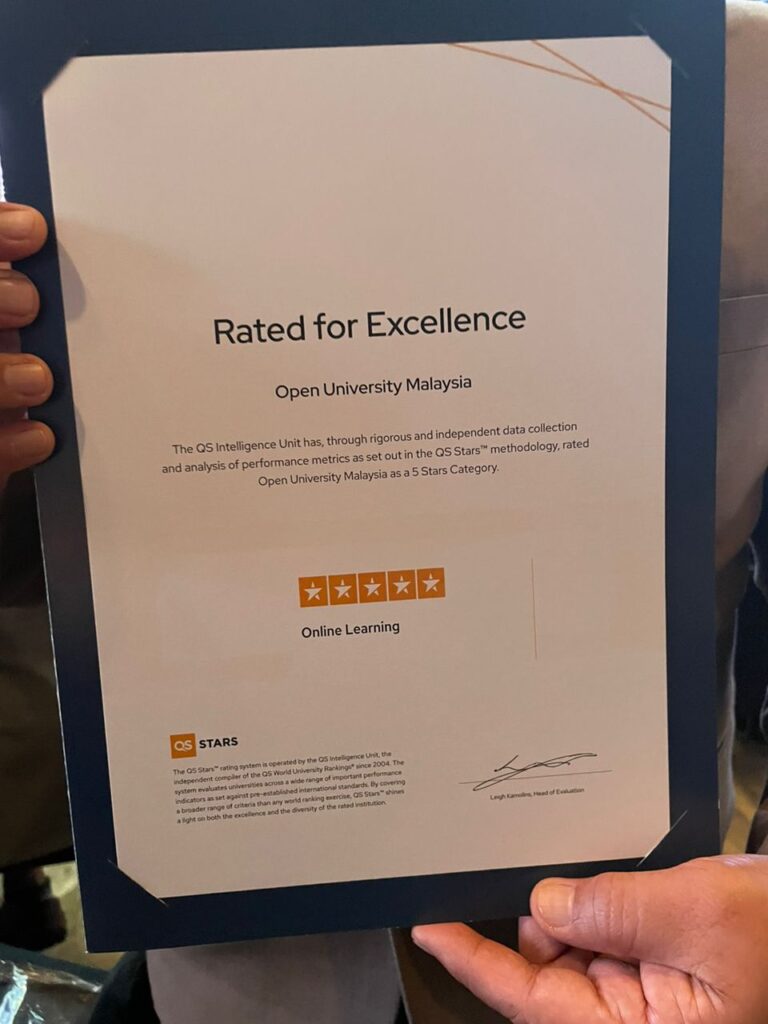 Rated for Excellence
Open University Malaysia
The QS Intelligence Unit has, through rigorous and independent data collection
and analysis of performance metrics as set out in the QS Stars™ methodology, rated
Open University Malaysia as a 5 Stars Category.
Online Learning
QS STARS
The QS Stars™ rating system is operated by the QS Intelligence Unit, the
independent compiler of the QS World University Rankings® since 2004. The
system evaluates universities across a wide range of important performance
indicators as set against pre-established international standards. By covering
a broader range of criteria than any world ranking exercise, QS Stars™ shines
a light on both the excellence and the diversity of the rated institution.
Leigh Kamolins, Head of Evaluation